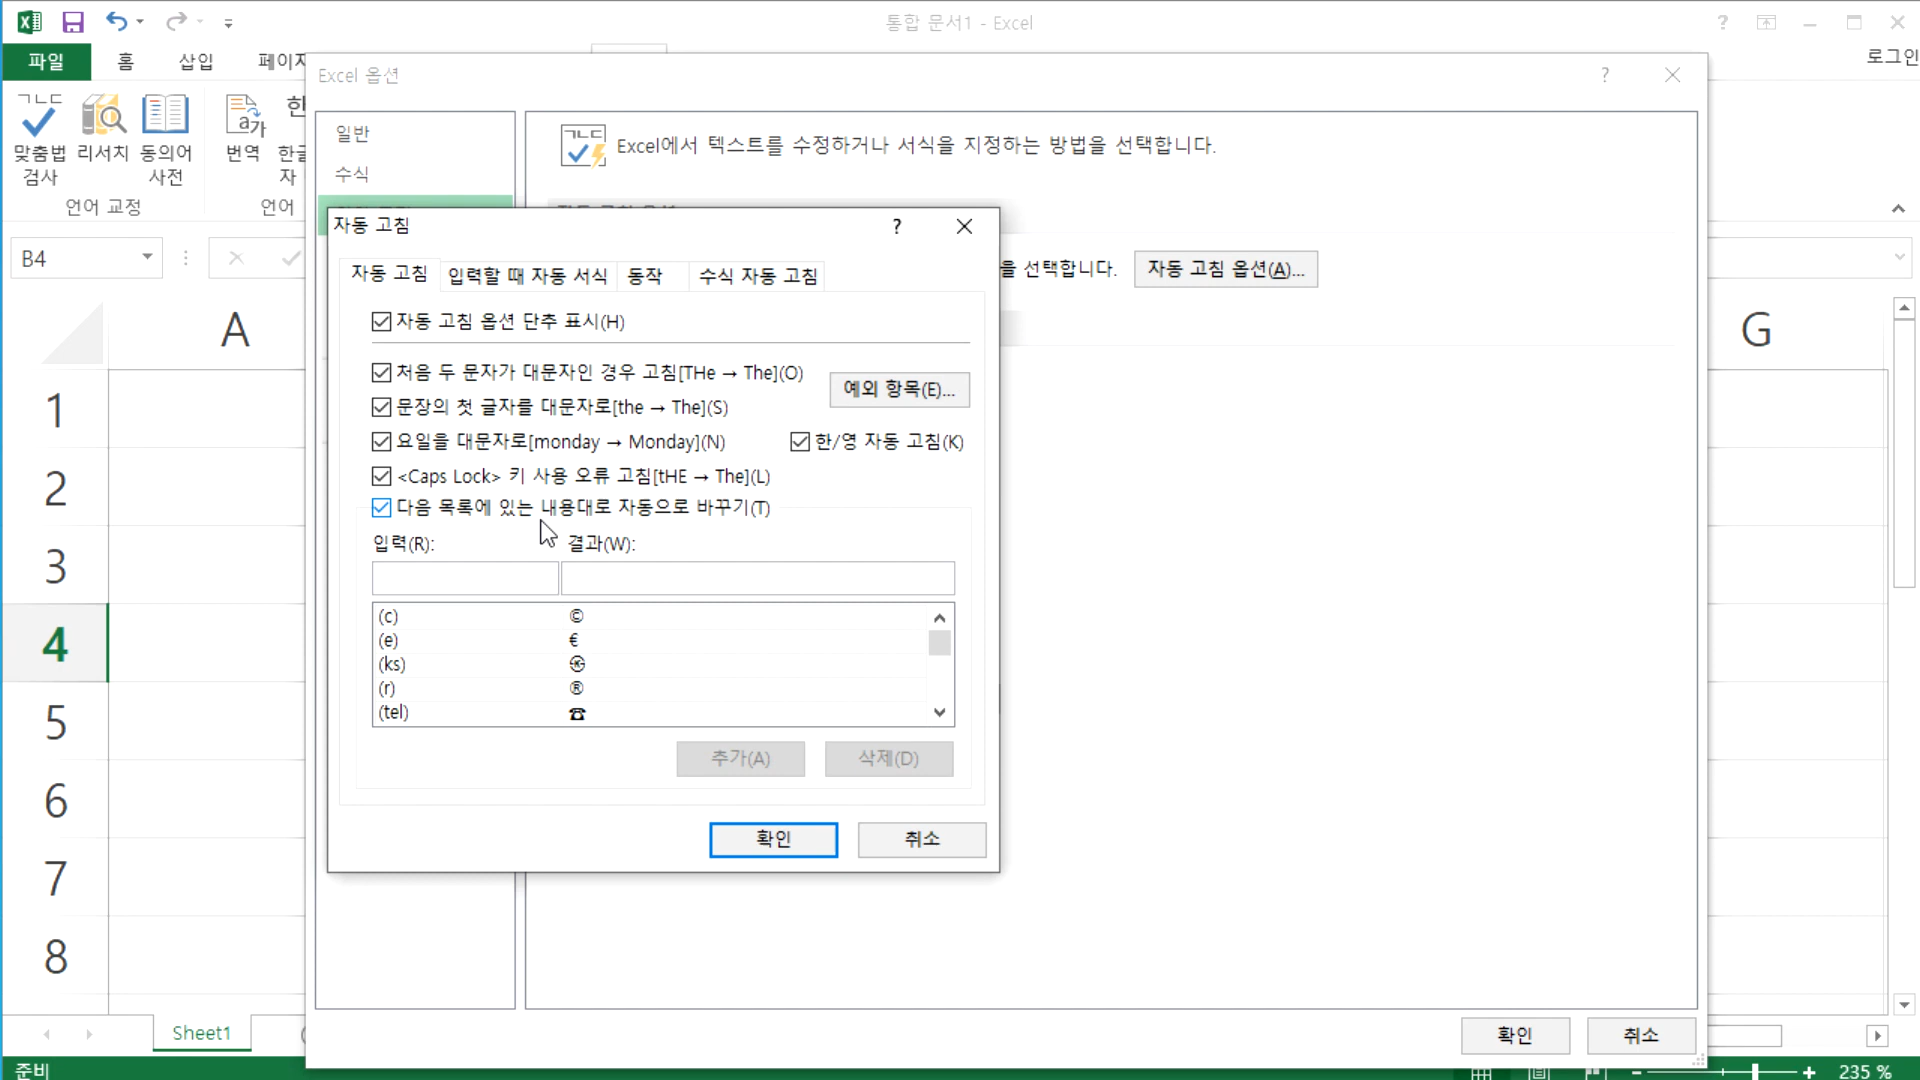 통합 문서1 - Excel
로그인
파일 홈 삽입
Excel 옵션
맞춤법 검사
리서치
동의어 사전
번역
언어 교정
언어
B4
일반
수식
Excel에서 텍스트를 수정하거나 서식을 지정하는 방법을 선택합니다.
을 선택합니다. 자동 고침 옵션(A)...
자동 고침
자동 고침 입력할 때 자동 서식 동작 수식 자동 고침
자동 고침 옵션 단추 표시(H)
처음 두 문자가 대문자인 경우 고침[THe → The](O)
예외 항목(E)...
문장의 첫 글자를 대문자로[the → The](S)
요일을 대문자로[monday → Monday](N) 한/영 자동 고침(K)
<Caps Lock> 키 사용 오류 고침[tHE → The](L)
다음 목록에 있는 내용대로 자동으로 바꾸기(T)
입력(R): 결과(W):
(c) ©
(e) €
(ks) ㉿
(r) ®
(tel) ☎
추가(A) 삭제(D)
확인 취소
A G
1
2
3
4
5
6
7
8
Sheet1
확인 취소
준비 235 %